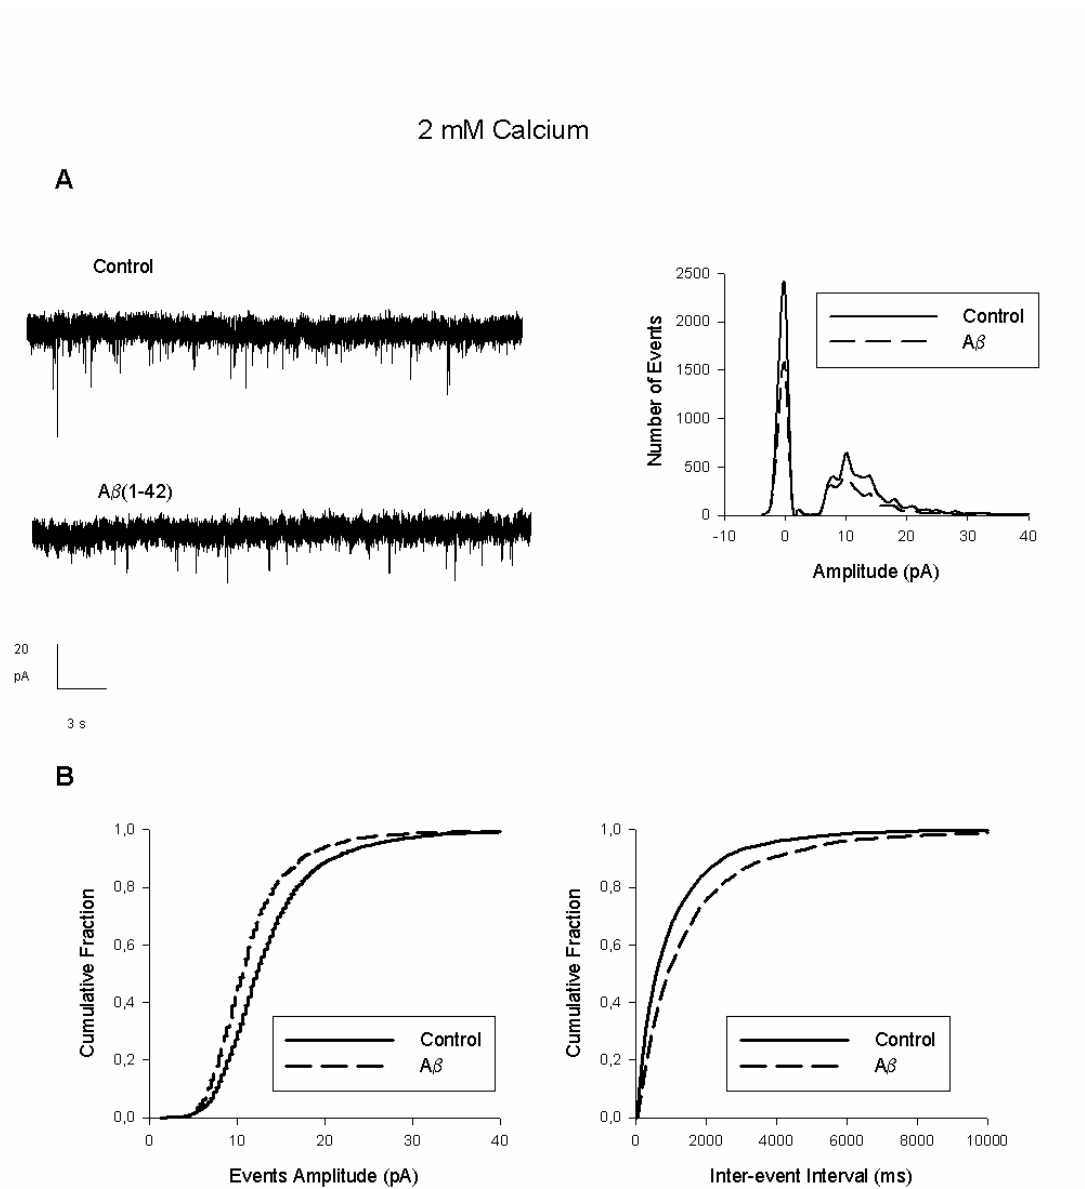 2 mM Calcium
A
Control
Aβ(1-42)
20
pA
3 s
2500
2000
1500
1000
500
0
Number of Events
-10 0 10 20 30 40
Amplitude (pA)
Control
Aβ
B
1,0
0,8
0,6
0,4
0,2
0,0
Cumulative Fraction
0 10 20 30 40
Events Amplitude (pA)
Control
Aβ
1,0
0,8
0,6
0,4
0,2
0,0
Cumulative Fraction
0 2000 4000 6000 8000 10000
Inter-event Interval (ms)
Control
Aβ